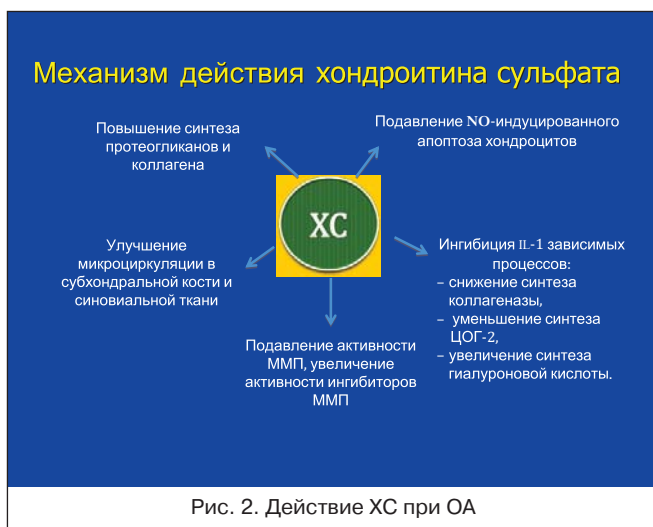 Механизм действия хондроитина сульфата
Повышение синтеза
протеогликанов и
коллагена
Подавление NO-индуцированного
апоптоза хондроцитов
ХС
Улучшение
микроциркуляции в
субхондральной кости и
синовиальной ткани
Ингибиция IL-1 зависимых
процессов:
– снижение синтеза
коллагеназы,
– уменьшение синтеза
ЦОГ-2,
– увеличение синтеза
гиалуроновой кислоты.
Подавление активности
ММП, увеличение
активности ингибиторов
ММП
Рис. 2. Действие ХС при ОА